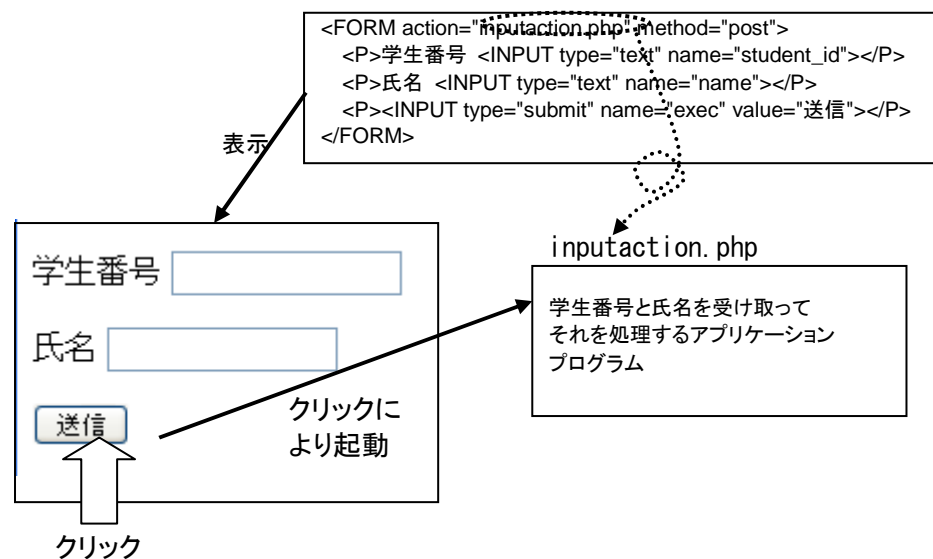 <FORM action="inputaction.php" method="post">
<P>学生番号 <INPUT type="text" name="student_id"></P>
<P>氏名 <INPUT type="text" name="name"></P>
<P><INPUT type="submit" name="exec" value="送信"></P>
</FORM>
表示
学生番号
氏名
送信
クリックに
より起動
クリック
inputaction.php
学生番号と氏名を受け取って
それを処理するアプリケーション
プログラム